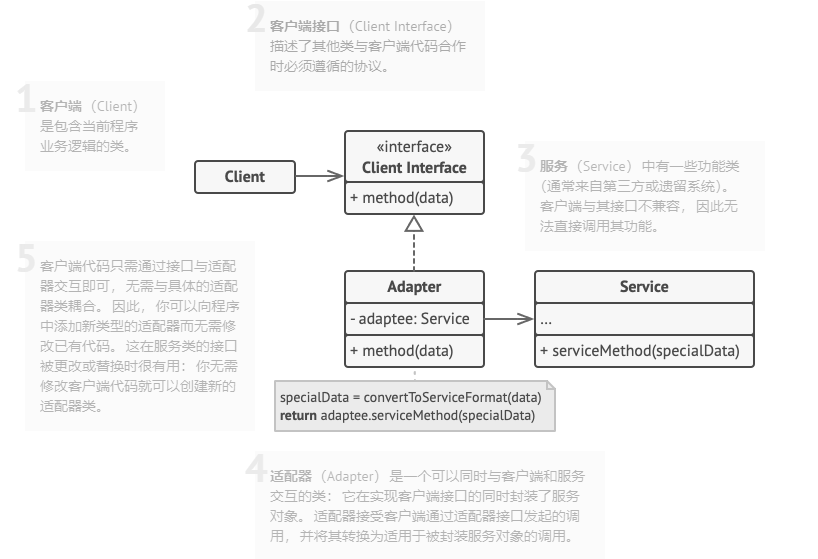 1
客户端（Client）
是包含当前程序
业务逻辑的类。
2
客户端接口（Client Interface）
描述了其他类与客户端代码合作
时必须遵循的协议。
Client
«interface»
Client Interface
+ method(data)
3
服务（Service）中有一些功能类
（通常来自第三方或遗留系统）。
客户端与其接口不兼容， 因此无
法直接调用其功能。
5
客户端代码只需通过接口与适配
器交互即可， 无需与具体的适配
器类耦合。 因此， 你可以向程序
中添加新类型的适配器而无需修
改已有代码。 这在服务类的接口
被更改或替换时很有用： 你无需
修改客户端代码就可以创建新的
适配器类。
Adapter
- adaptee: Service
+ method(data)
Service
...
+ serviceMethod(specialData)
specialData = convertToServiceFormat(data)
return adaptee.serviceMethod(specialData)
4
适配器（Adapter）是一个可以同时与客户端和服务
交互的类： 它在实现客户端接口的同时封装了服务
对象。 适配器接受客户端通过适配器接口发起的调
用， 并将其转换为适用于被封装服务对象的调用。